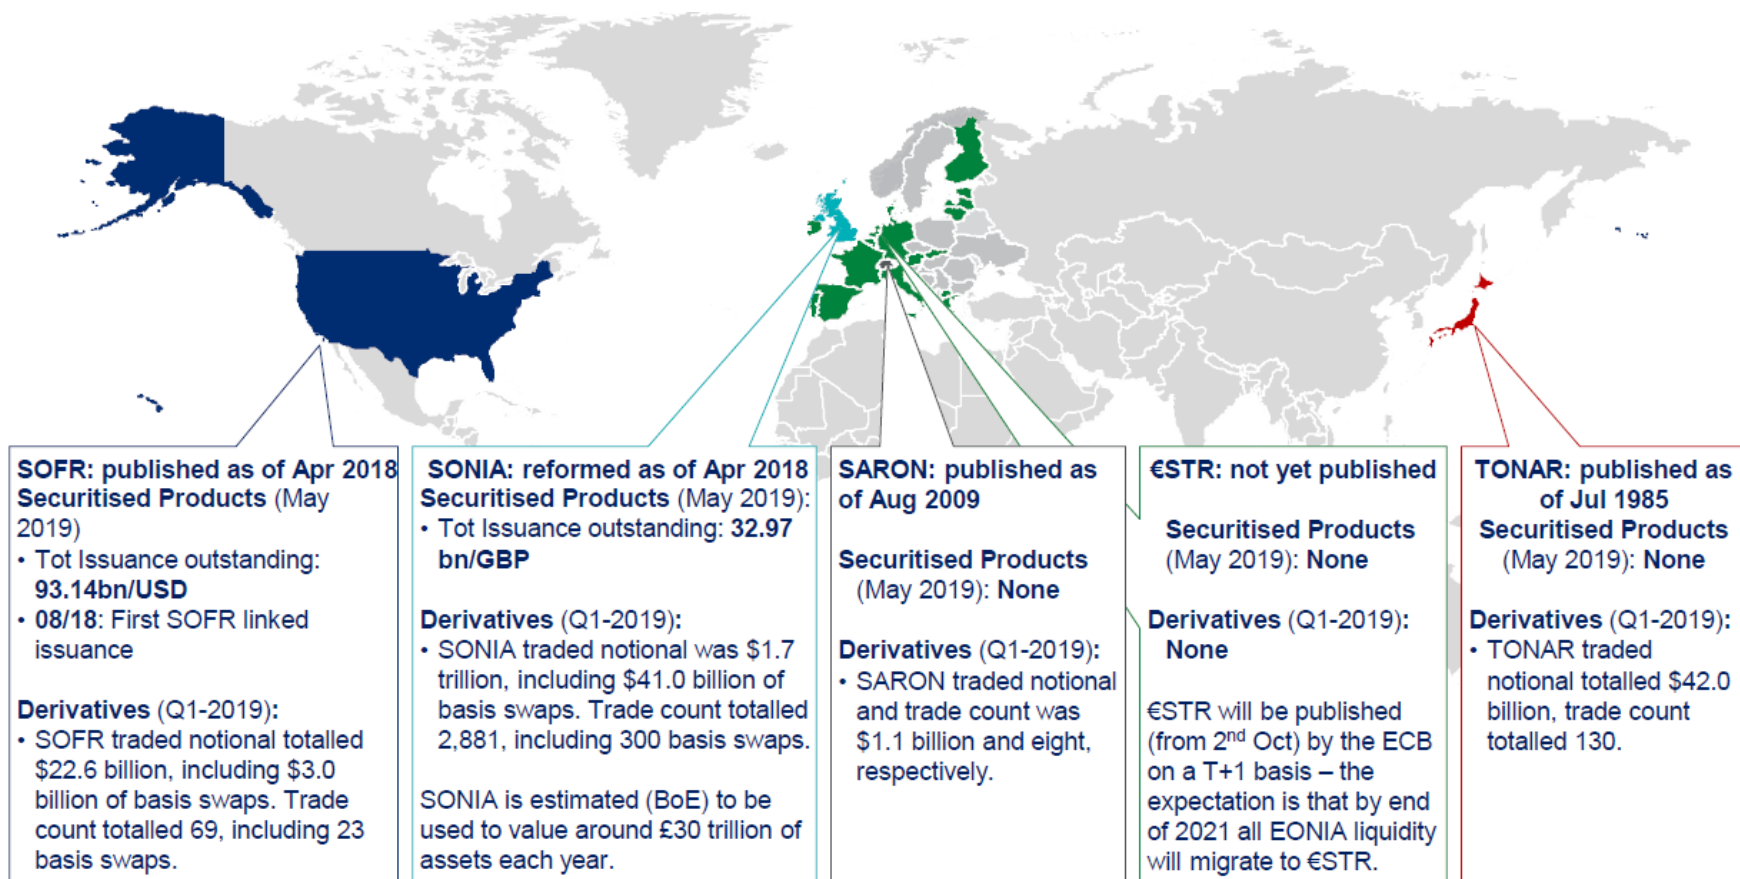 SOFR: published as of Apr 2018
Securitised Products (May
2019)
• Tot Issuance outstanding:
93.14bn/USD
• 08/18: First SOFR linked
issuance
Derivatives (Q1-2019):
• SOFR traded notional totalled
$22.6 billion, including $3.0
billion of basis swaps. Trade
count totalled 69, including 23
basis swaps.
SONIA: reformed as of Apr 2018
Securitised Products (May 2019):
• Tot Issuance outstanding: 32.97
bn/GBP
Derivatives (Q1-2019):
• SONIA traded notional was $1.7
trillion, including $41.0 billion of
basis swaps. Trade count totalled
2,881, including 300 basis swaps.
SONIA is estimated (BoE) to be
used to value around £30 trillion of
assets each year.
SARON: published as
of Aug 2009
Securitised Products
(May 2019): None
Derivatives (Q1-2019):
• SARON traded notional
and trade count was
$1.1 billion and eight,
respectively.
€STR: not yet published
Securitised Products
(May 2019): None
Derivatives (Q1-2019):
None
€STR will be published
(from 2nd Oct) by the ECB
on a T+1 basis – the
expectation is that by end
of 2021 all EONIA liquidity
will migrate to €STR.
TONAR: published as
of Jul 1985
Securitised Products
(May 2019): None
Derivatives (Q1-2019):
• TONAR traded
notional totalled $42.0
billion, trade count
totalled 130.